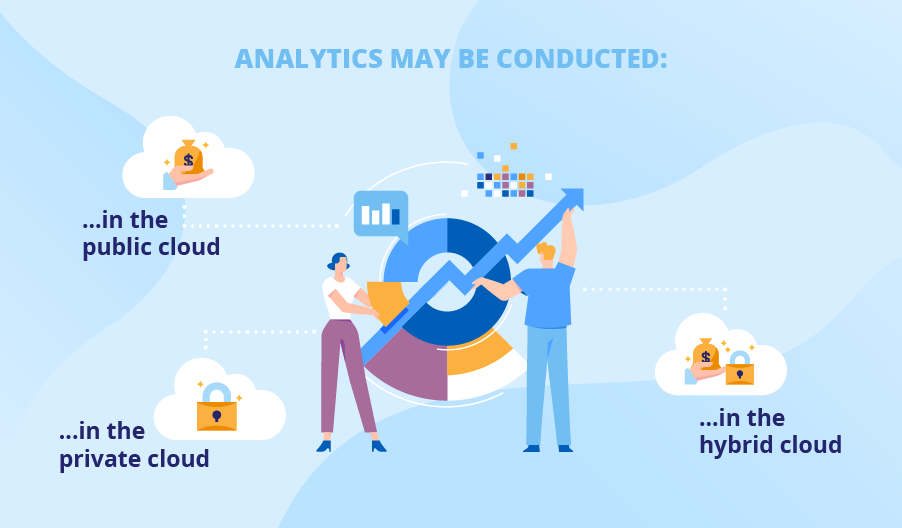 ANALYTICS MAY BE CONDUCTED:
$
...in the
public cloud
...in the
private cloud
$
...in the
hybrid cloud